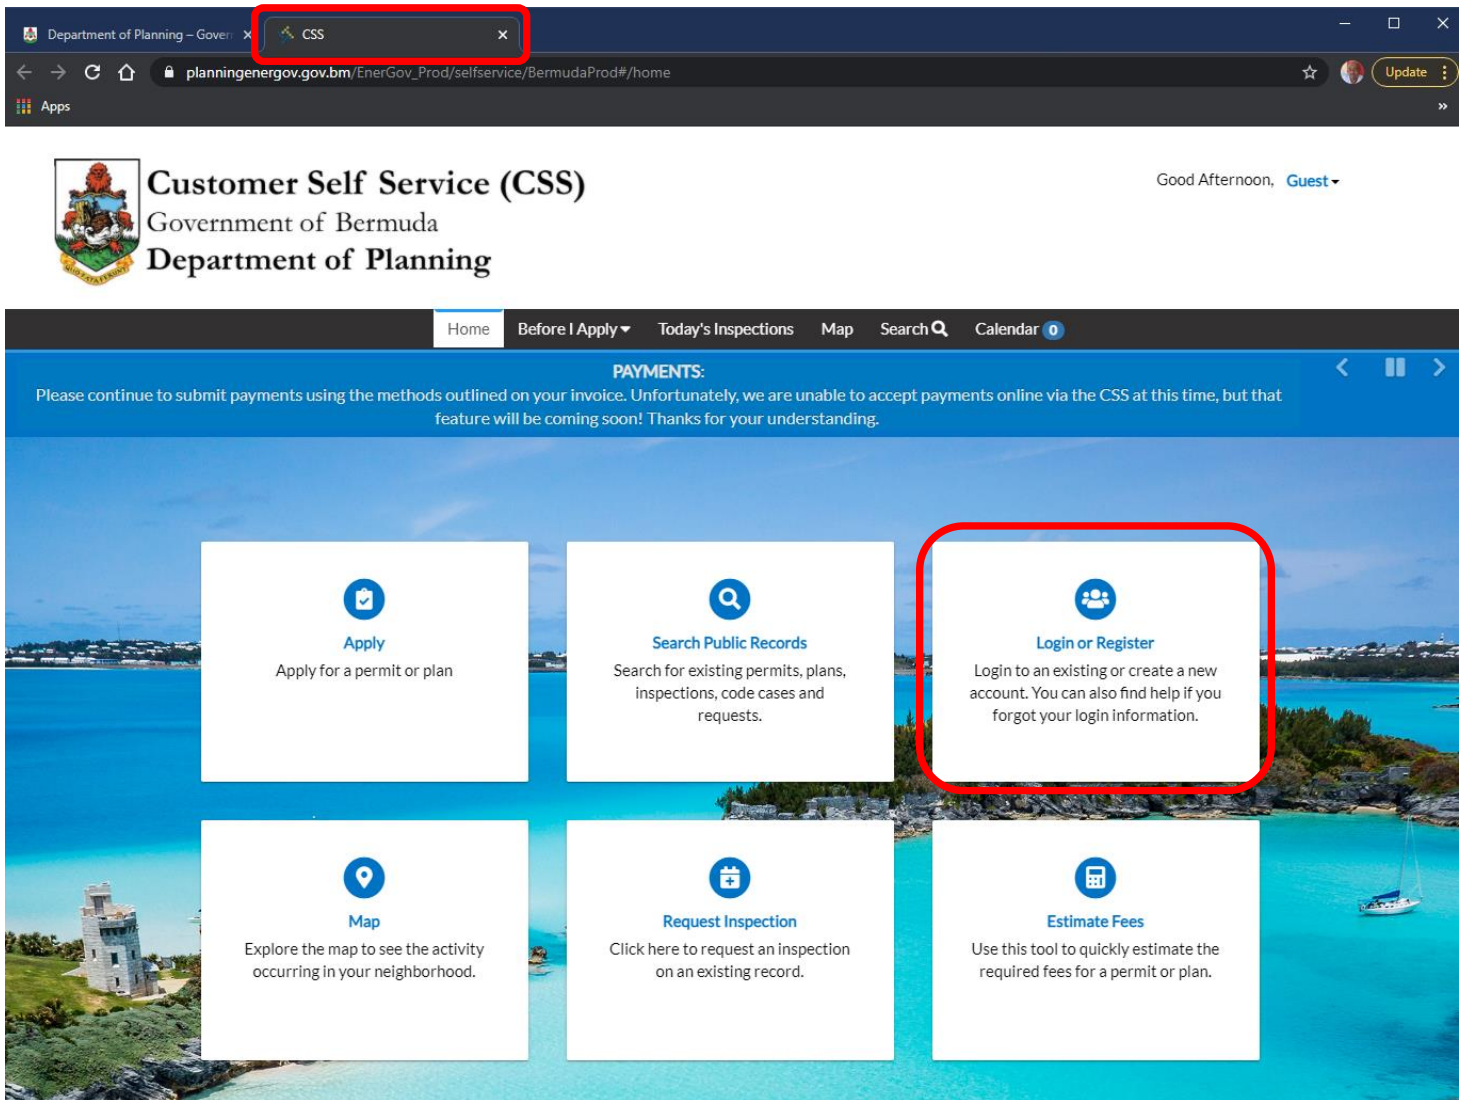 Department of Planning – Gover
CSS
planningenergov.gov.bm/EnerGov_Prod/selfservice/BermudaProd#/home
Update
Apps
Customer Self Service (CSS)
Government of Bermuda
Department of Planning
Good Afternoon, Guest
Home Before I Apply Today's Inspections Map Search Calendar 0
PAYMENTS:
Please continue to submit payments using the methods outlined on your invoice. Unfortunately, we are unable to accept payments online via the CSS at this time, but that
feature will be coming soon! Thanks for your understanding.
Apply
Apply for a permit or plan
Search Public Records
Search for existing permits, plans,
inspections, code cases and
requests.
Login or Register
Login to an existing or create a new
account. You can also find help if you
forgot your login information.
Map
Explore the map to see the activity
occurring in your neighborhood.
Request Inspection
Click here to request an inspection
on an existing record.
Estimate Fees
Use this tool to quickly estimate the
required fees for a permit or plan.